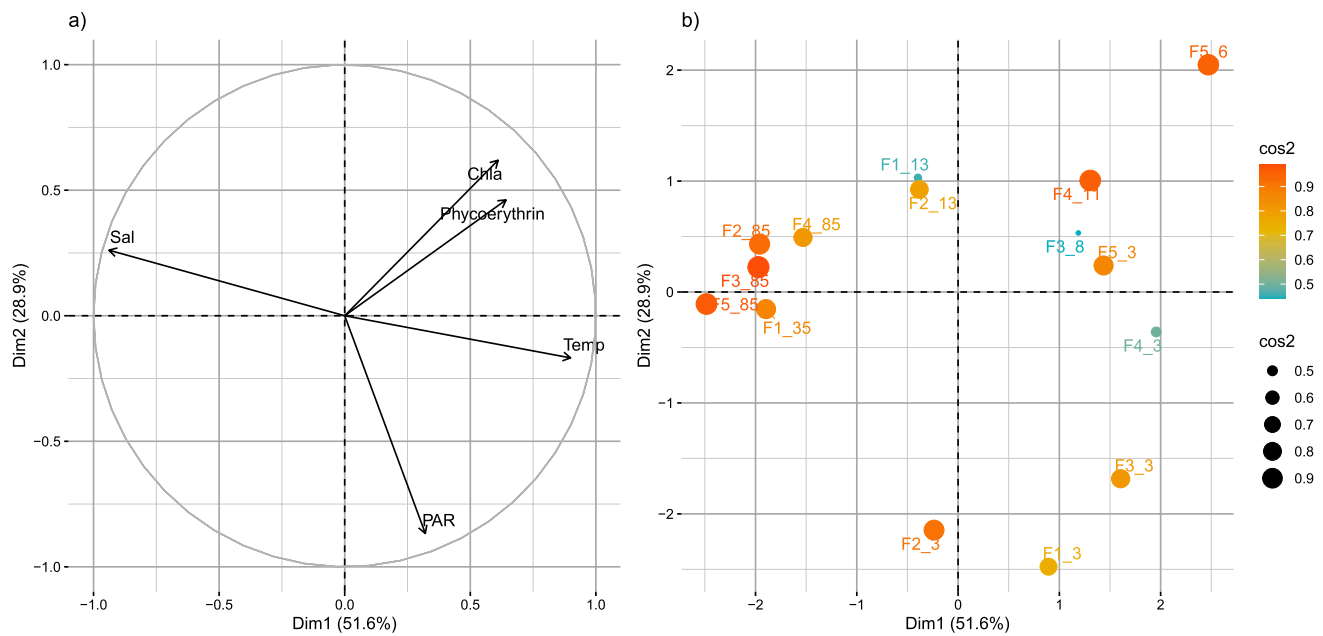 a)
1.0
0.5
0.0
−0.5
−1.0
Dim2 (28.9%)
Chla
Phycoerythrin
Sal
Temp
PAR
−1.0 −0.5 0.0 0.5 1.0
Dim1 (51.6%)
b)
2
1
0
−1
−2
Dim2 (28.9%)
F5_6
F1_13
F2_13
F4_11
F2_85
F4_85
F3_8
F5_3
F3_85
F5_85
F1_35
F4_3
F3_3
F2_3
F1_3
−2 −1 0 1 2
Dim1 (51.6%)
cos2
0.9
0.8
0.7
0.6
0.5
cos2
0.5
0.6
0.7
0.8
0.9